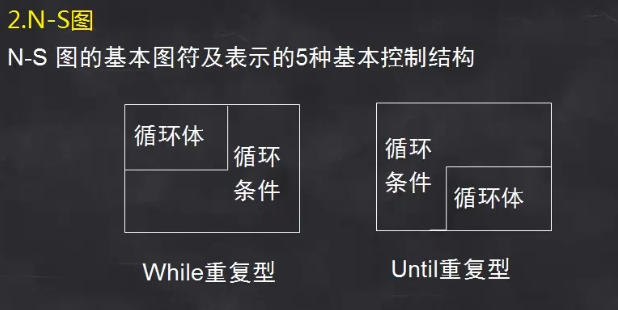 2.N-S图
N-S 图的基本图符及表示的5种基本控制结构
循环体
循环
条件
While重复型
循环
条件
循环体
Until重复型